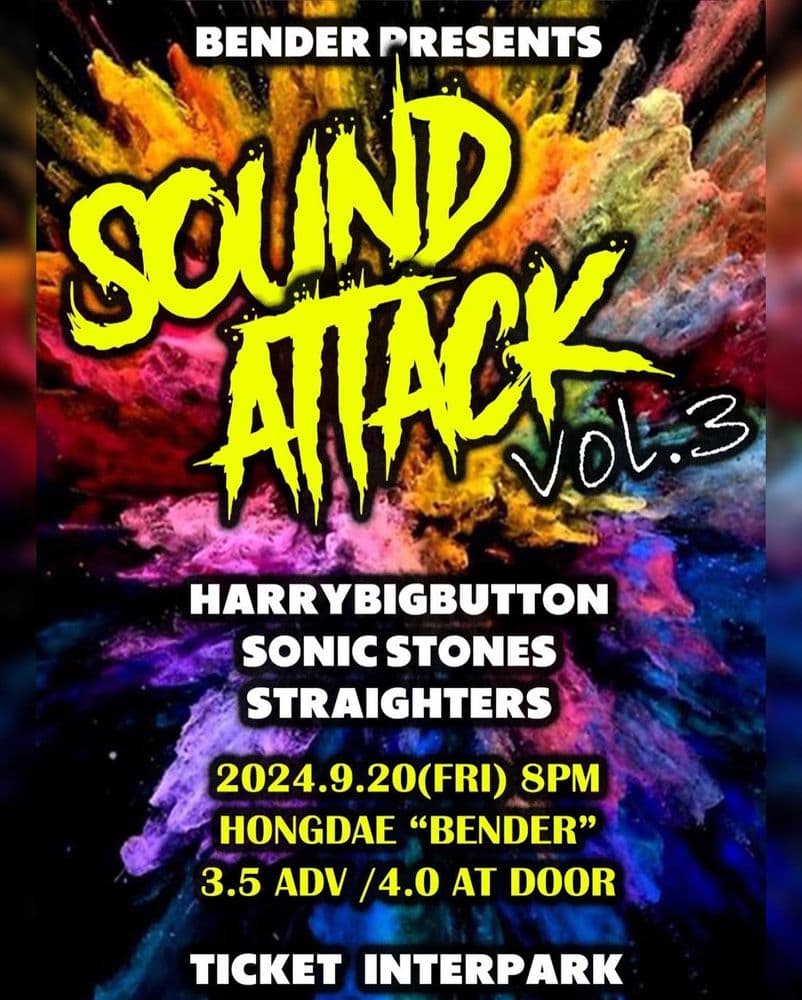 BENDER PRESENTS
SOUND
ATTACK
VOL.3
HARRYBIGBUTTON
SONIC STONES
STRAIGHTERS
2024.9.20(FRI) 8PM
HONGDAE “BENDER”
3.5 ADV /4.0 AT DOOR
TICKET INTERPARK